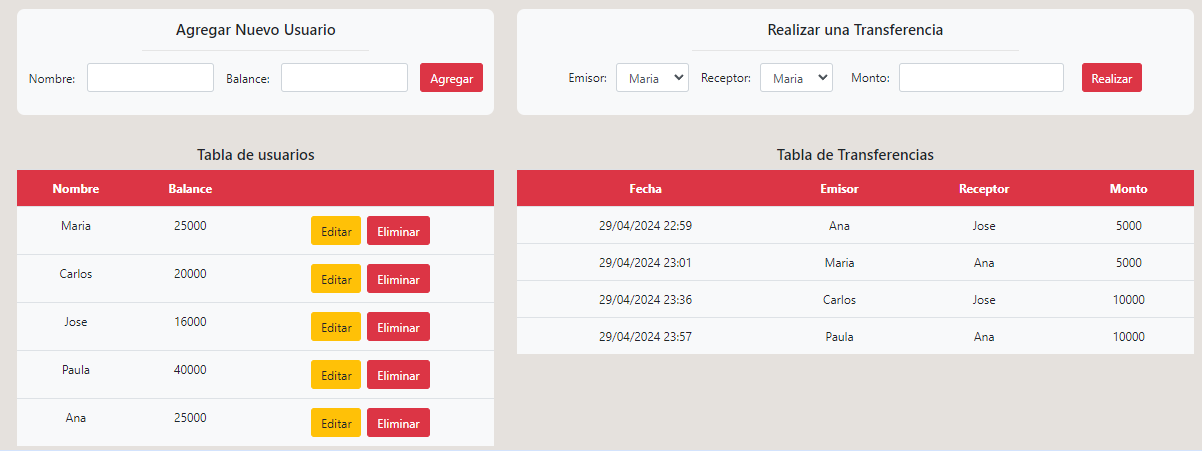 Agregar Nuevo Usuario
Nombre: Balance: Agregar
Realizar una Transferencia
Emisor: Maria Receptor: Maria Monto: Realizar
Tabla de usuarios
Nombre Balance
Maria 25000 Editar Eliminar
Carlos 20000 Editar Eliminar
Jose 16000 Editar Eliminar
Paula 40000 Editar Eliminar
Ana 25000 Editar Eliminar
Tabla de Transferencias
Fecha Emisor Receptor Monto
29/04/2024 22:59 Ana Jose 5000
29/04/2024 23:01 Maria Ana 5000
29/04/2024 23:36 Carlos Jose 10000
29/04/2024 23:57 Paula Ana 10000